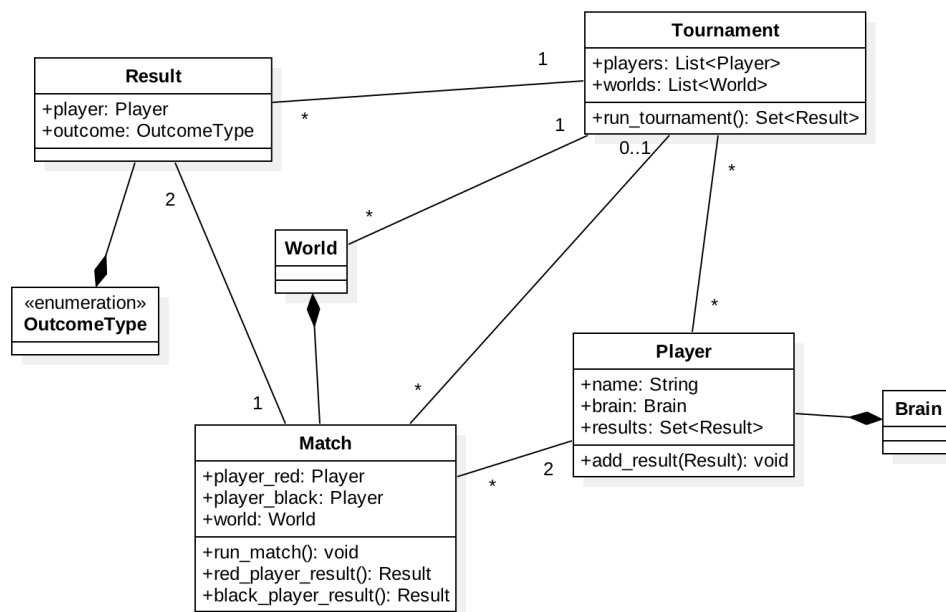 Tournament
+players: List<Player>
+worlds: List<World>
+run_tournament(): Set<Result>
Result
+player: Player
+outcome: OutcomeType
1
*
1
0..1
*
2
*
World
«enumeration»
OutcomeType
*
Player
+name: String
+brain: Brain
+results: Set<Result>
+add_result(Result): void
Brain
*
1
Match
+player_red: Player
+player_black: Player
+world: World
+run_match(): void
+red_player_result(): Result
+black_player_result(): Result
2
*